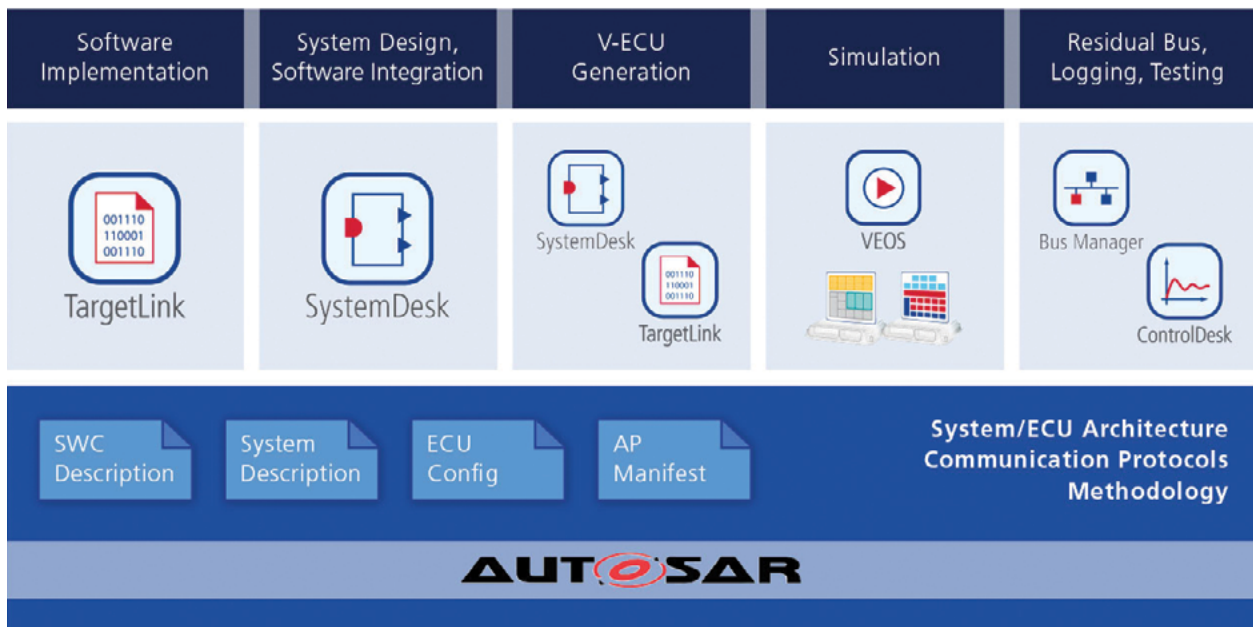 Software
Implementation
System Design,
Software Integration
V-ECU
Generation
Simulation
Residual Bus,
Logging, Testing
001110
110001
001110
TargetLink
SystemDesk
SystemDesk
001110
110001
001110
TargetLink
VEOS
Bus Manager
ControlDesk
SWC
Description
System
Description
ECU
Config
AP
Manifest
System/ECU Architecture
Communication Protocols
Methodology
AUTOSAR